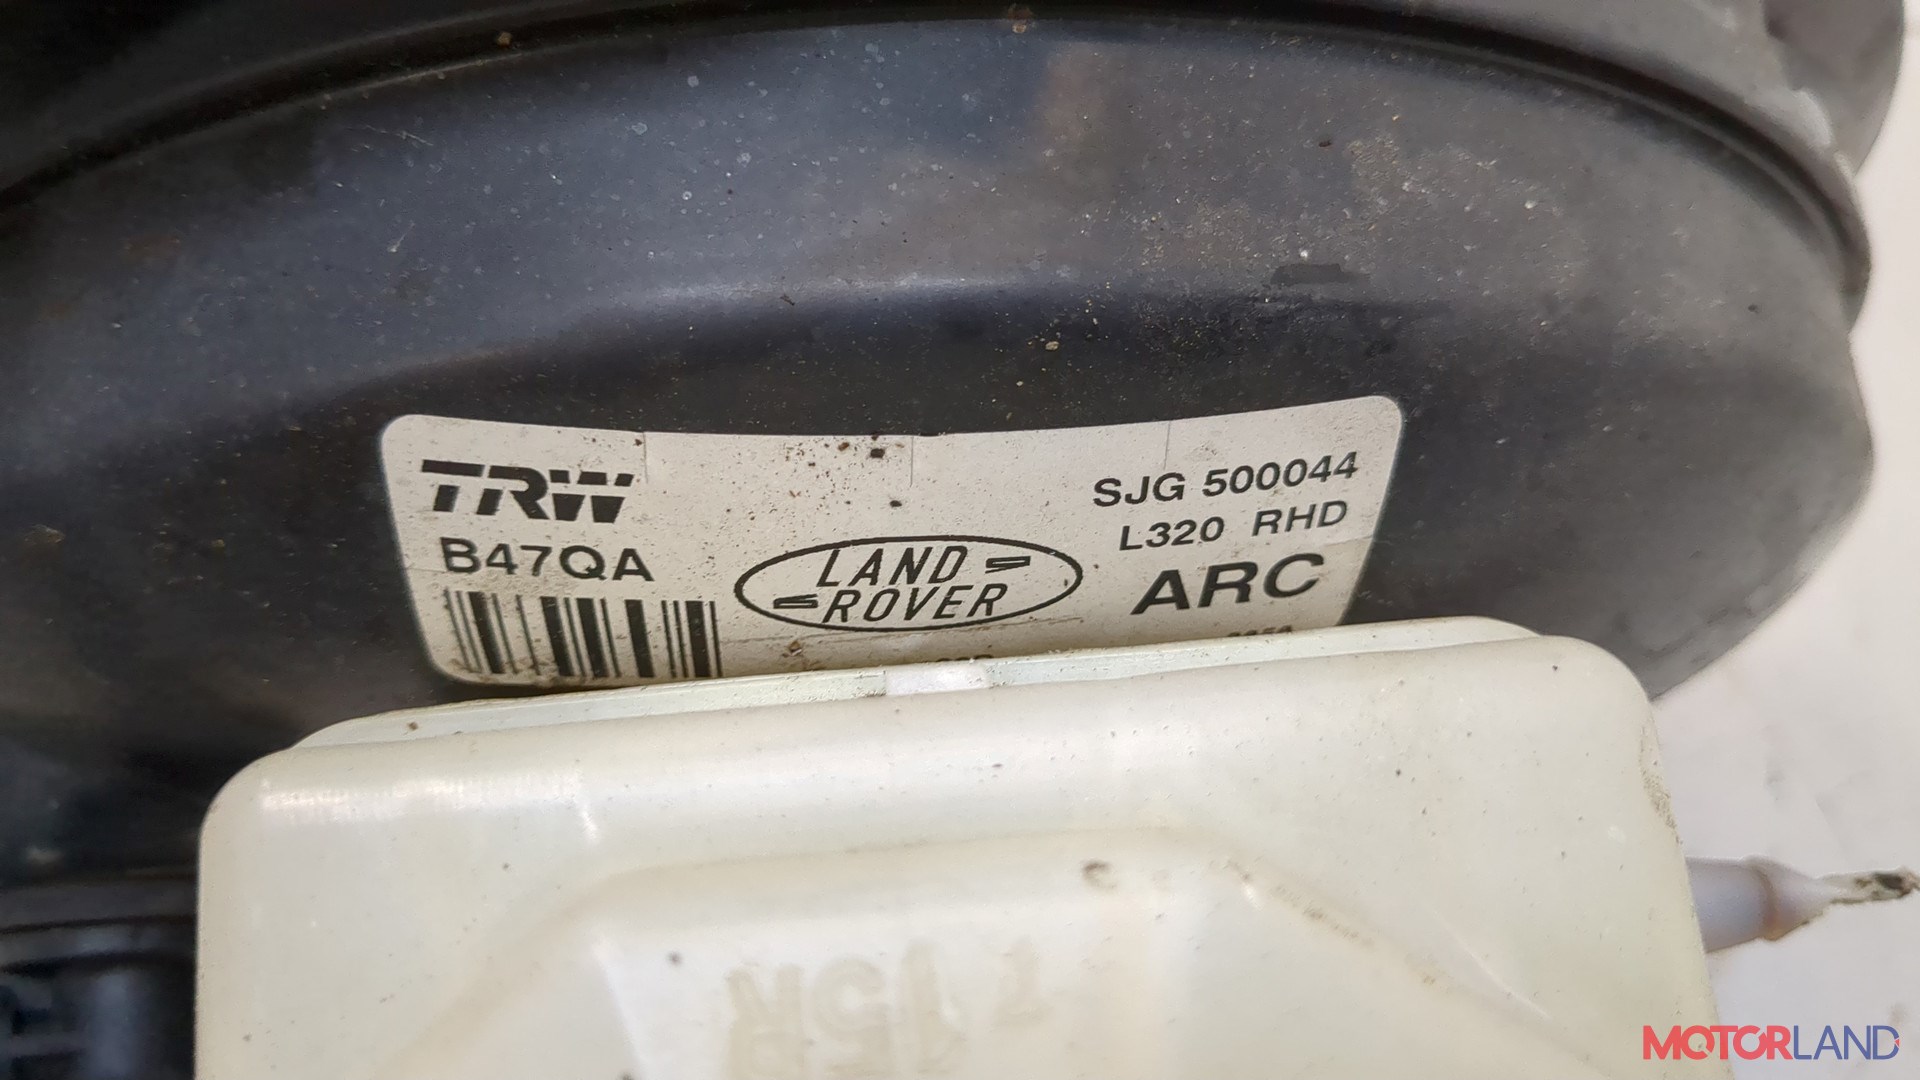 TRW
B47QA
LAND
ROVER
SJG 500044
L320 RHD
ARC
MOTORLAND